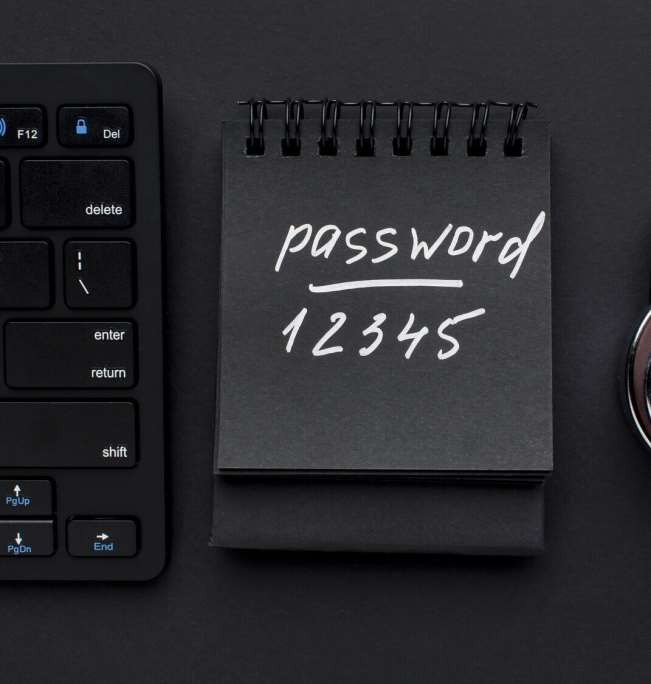 F12
Del
delete
|
\
enter
return
shift
PgUp
PgDn
End
password
12345